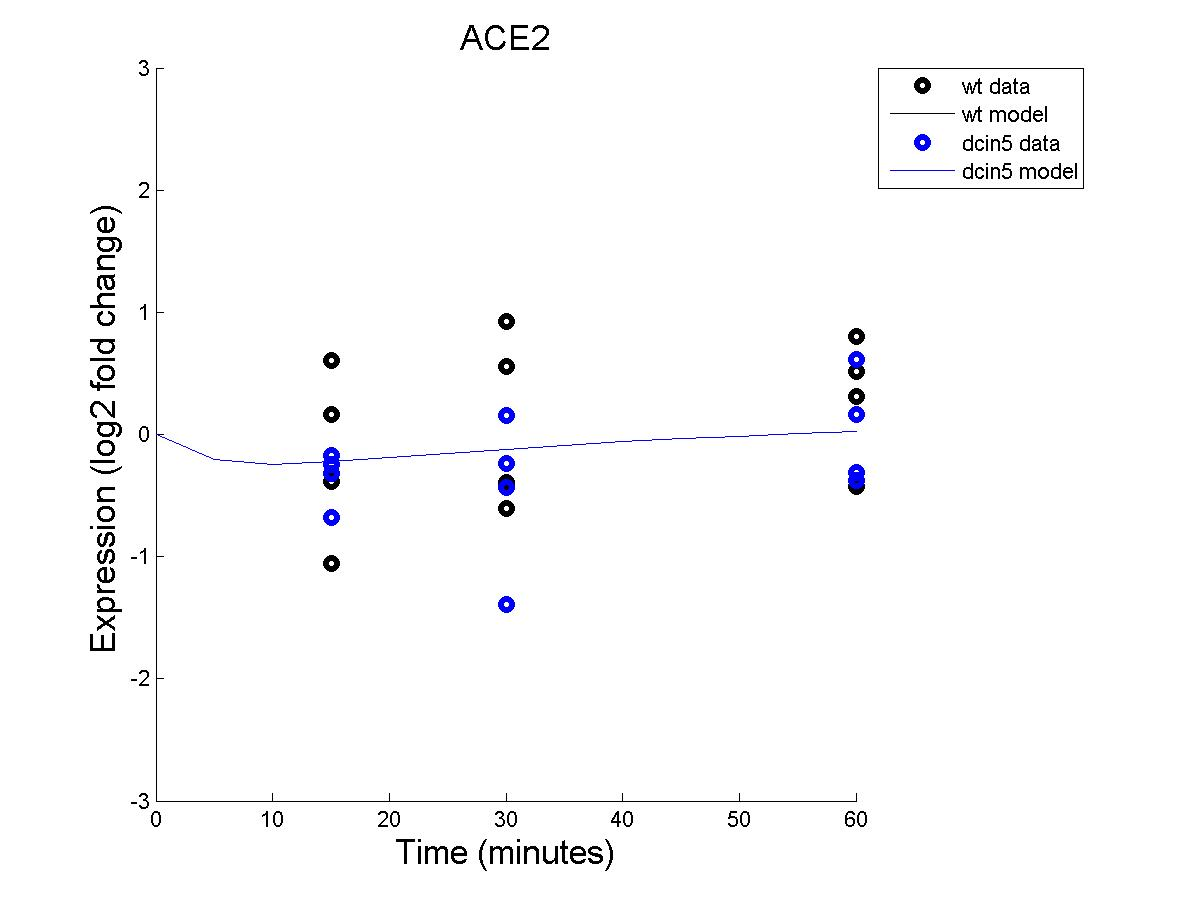 ACE2
wt data
wt model
dcin5 data
dcin5 model
Expression (log2 fold change)
3
2
1
0
-1
-2
-3
0 10 20 30 40 50 60
Time (minutes)